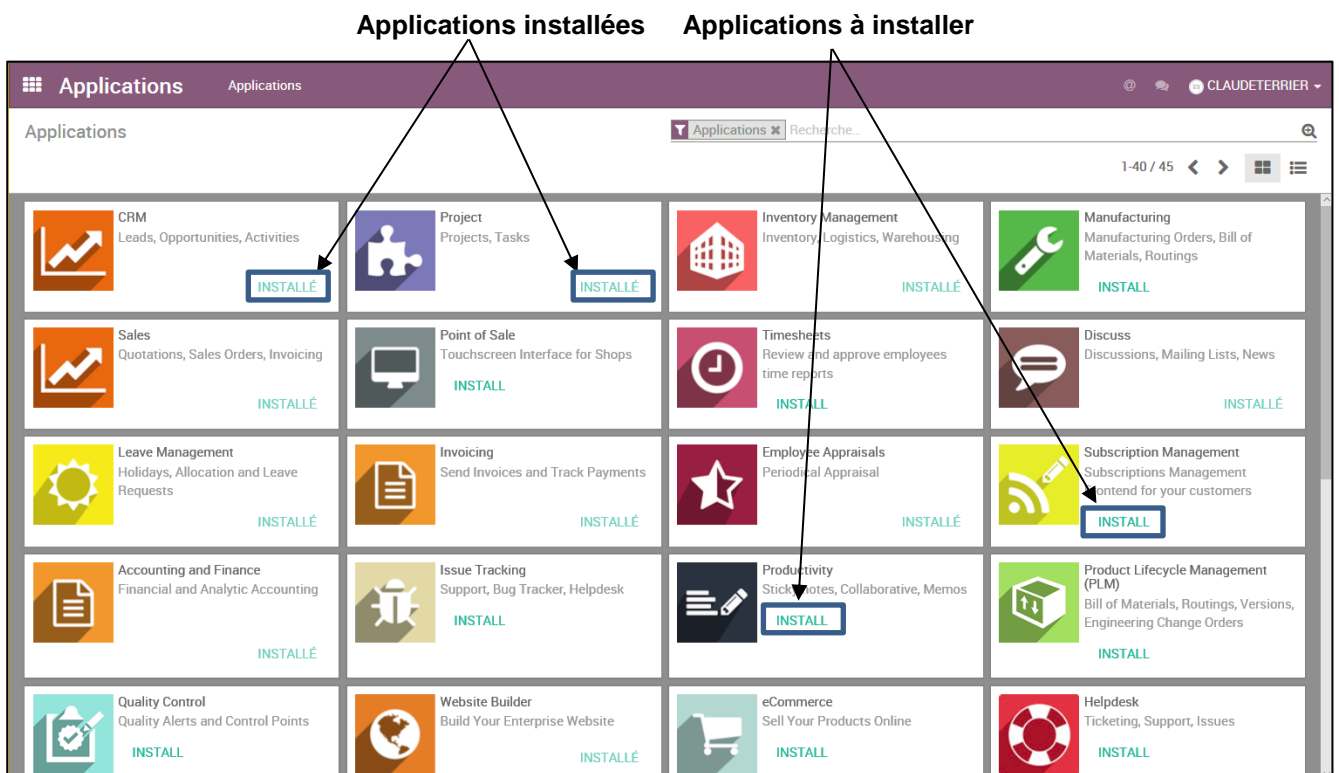 Applications installées Applications à installer
Applications Applications @ CLAUDETERRIER
Applications Applications Recherche...
1-40 / 45
CRM
Leads, Opportunities, Activities
INSTALLÉ
Project
Projects, Tasks
INSTALLÉ
Inventory Management
Inventory, Logistics, Warehousing
INSTALLÉ
Manufacturing
Manufacturing Orders, Bill of
Materials, Routings
INSTALL
Sales
Quotations, Sales Orders, Invoicing
INSTALLÉ
Point of Sale
Touchscreen Interface for Shops
INSTALL
Timesheets
Review and approve employees
time reports
INSTALL
Discuss
Discussions, Mailing Lists, News
INSTALLÉ
Leave Management
Holidays, Allocation and Leave
Requests
INSTALLÉ
Invoicing
Send Invoices and Track Payments
INSTALLÉ
Employee Appraisals
Periodical Appraisal
INSTALLÉ
Subscription Management
Subscriptions Management
Frontend for your customers
INSTALL
Accounting and Finance
Financial and Analytic Accounting
INSTALLÉ
Issue Tracking
Support, Bug Tracker, Helpdesk
INSTALL
Productivity
Sticky notes, Collaborative, Memos
INSTALL
Product Lifecycle Management
(PLM)
Bill of Materials, Routings, Versions,
Engineering Change Orders
INSTALL
Quality Control
Quality Alerts and Control Points
INSTALL
Website Builder
Build Your Enterprise Website
INSTALLÉ
eCommerce
Sell Your Products Online
INSTALL
Helpdesk
Ticketing, Support, Issues
INSTALL